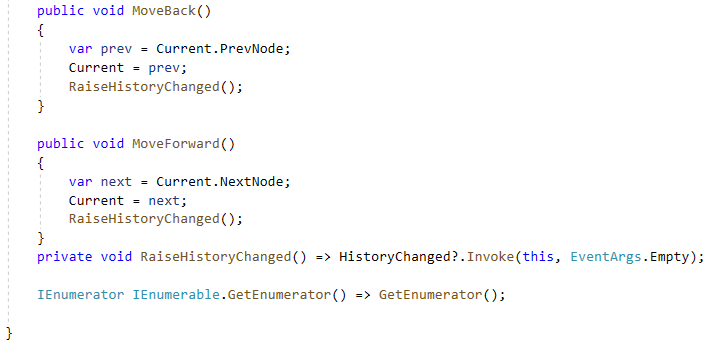 public void MoveBack()
{
var prev = Current.PrevNode;
Current = prev;
RaiseHistoryChanged();
}
public void MoveForward()
{
var next = Current.NextNode;
Current = next;
RaiseHistoryChanged();
}
private void RaiseHistoryChanged() => HistoryChanged?.Invoke(this, EventArgs.Empty);
IEnumerator IEnumerable.GetEnumerator() => GetEnumerator();
}